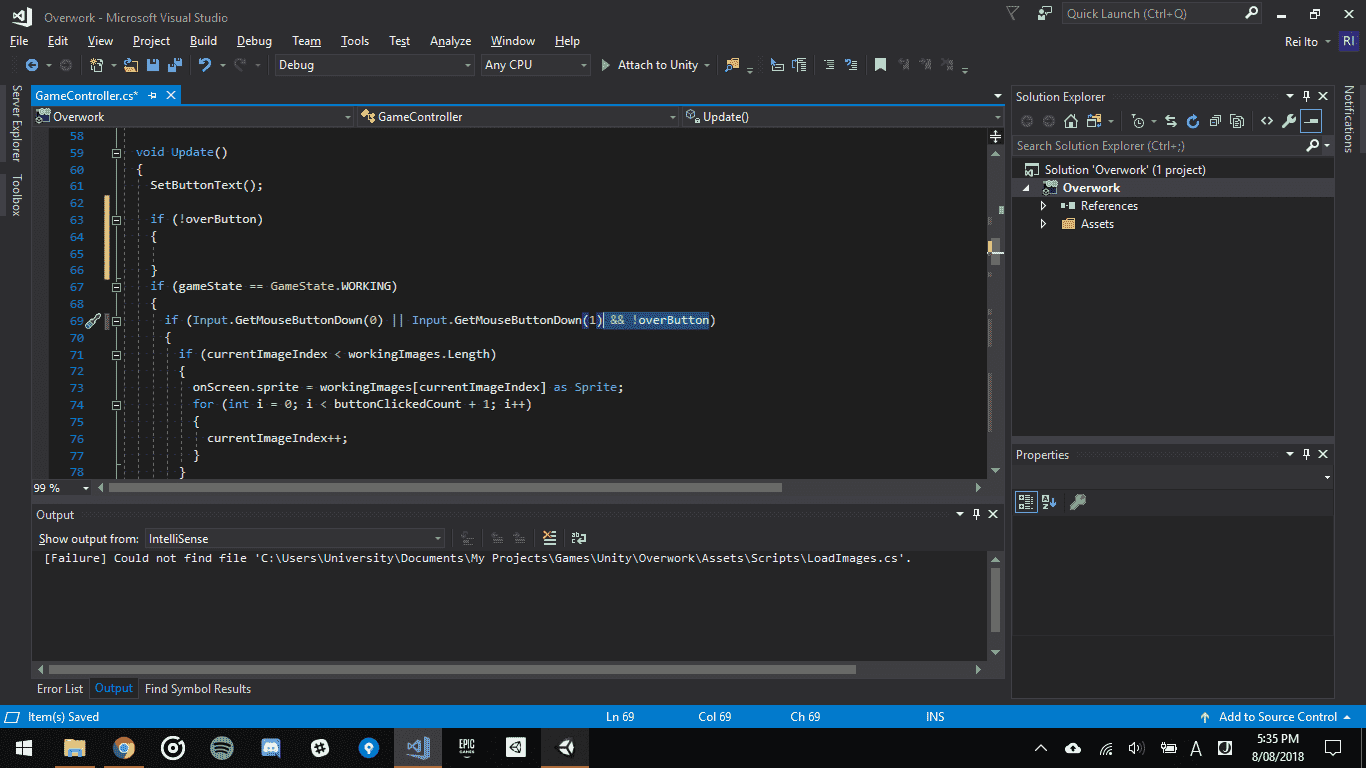 Overwork - Microsoft Visual Studio
Quick Launch (Ctrl+Q)
File Edit View Project Build Debug Team Tools Test Analyze Window Help
Rei Ito RI
Debug Any CPU Attach to Unity
Server Explorer
Toolbox
GameController.cs*
Overwork GameController Update()
58
59 void Update()
60 {
61 SetButtonText();
62
63 if (!overButton)
64 {
65
66 }
67 if (gameState == GameState.WORKING)
68 {
69 if (Input.GetMouseButtonDown(0) || Input.GetMouseButtonDown(1) && !overButton)
70 {
71 if (currentImageIndex < workingImages.Length)
72 {
73 onScreen.sprite = workingImages[currentImageIndex] as Sprite;
74 for (int i = 0; i < buttonClickedCount + 1; i++)
75 {
76 currentImageIndex++;
77 }
78 }
99 %
Output
Show output from: IntelliSense
[Failure] Could not find file 'C:\Users\University\Documents\My Projects\Games\Unity\Overwork\Assets\Scripts\LoadImages.cs'.
Error List Output Find Symbol Results
Solution Explorer
Search Solution Explorer (Ctrl+;)
Solution 'Overwork' (1 project)
Overwork
References
Assets
Properties
Notifications
Item(s) Saved Ln 69 Col 69 Ch 69 INS Add to Source Control
EPIC
GAMES
A J
5:35 PM
8/08/2018